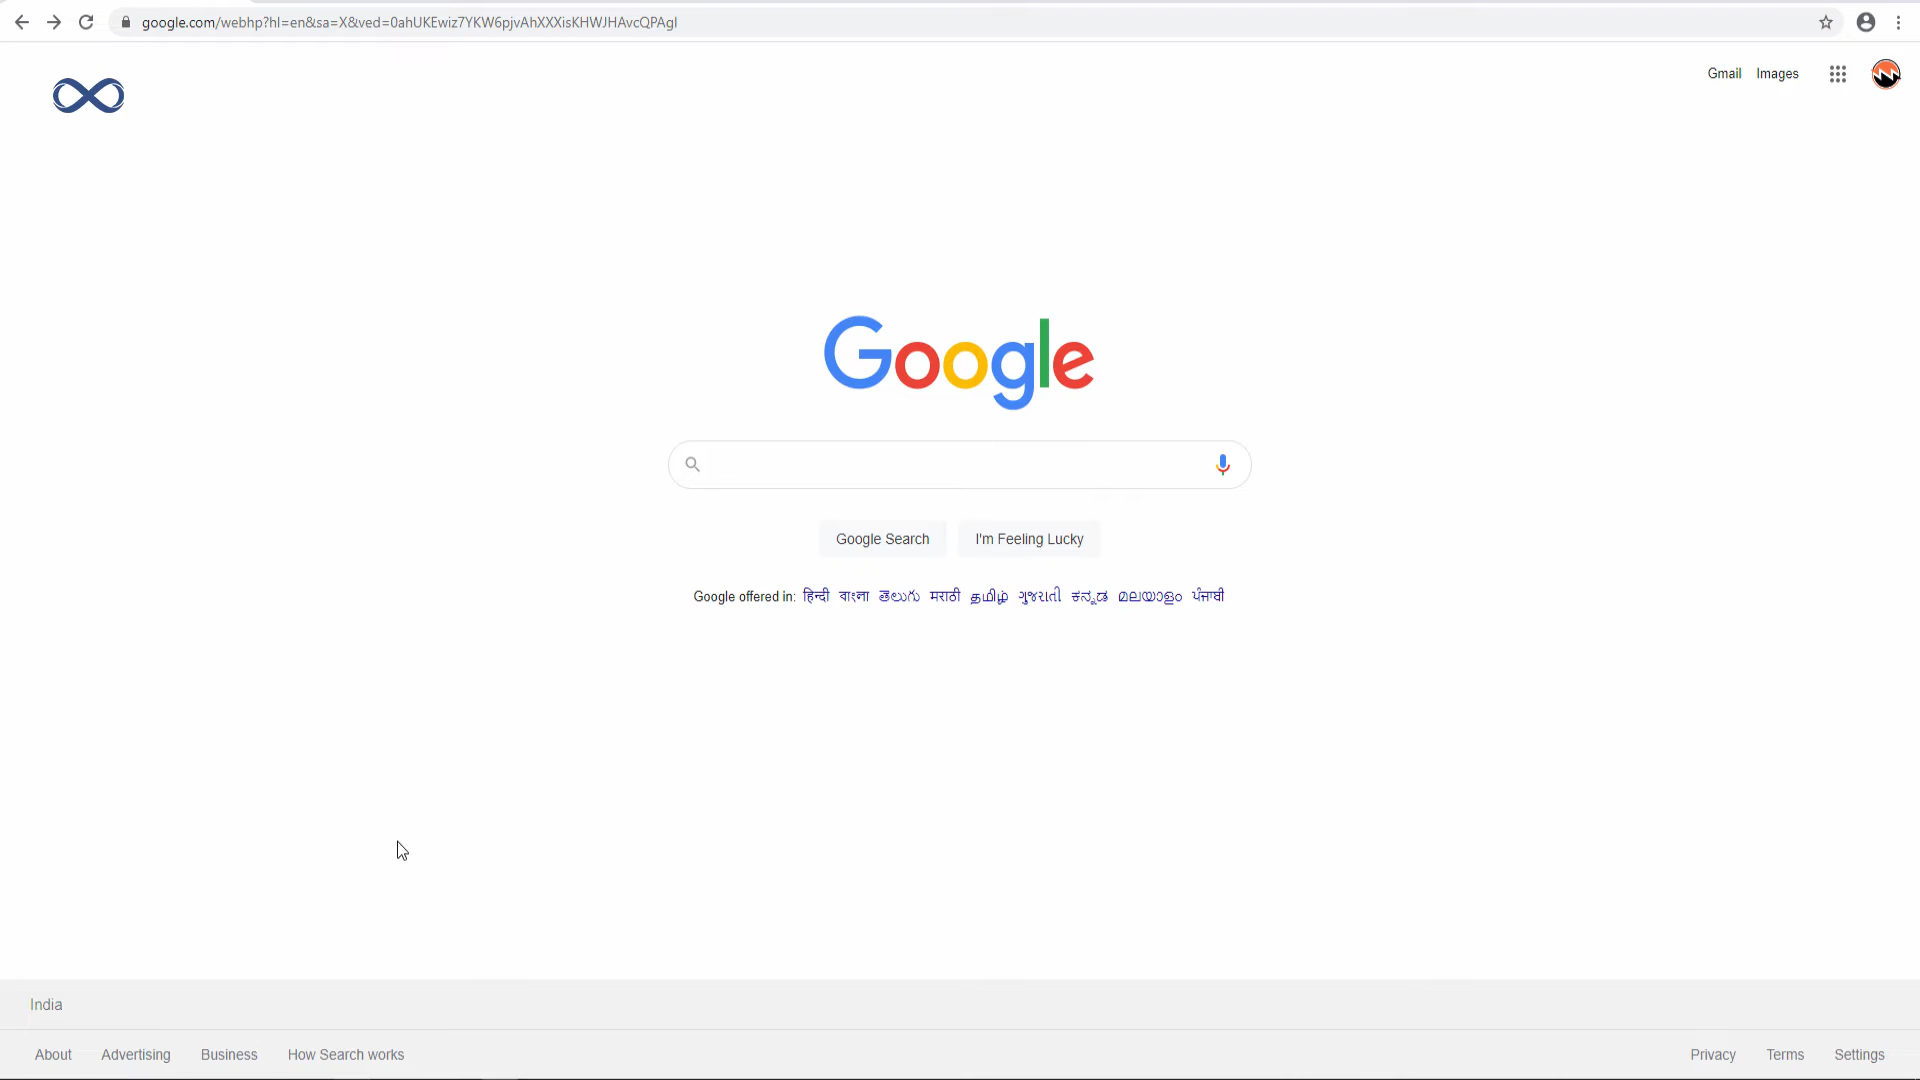 google.com/webhp?hl=en&sa=X&ved=0ahUKEwiz7YKW6pjvAhXXXisKHWJHAvcQPAgI
Gmail Images
Google
Google Search I'm Feeling Lucky
Google offered in: हिन्दी বাংলা తెలుగు मराठी தமிழ் ગુજરાતી ಕನ್ನಡ മലയാളം ਪੰਜਾਬੀ
India
About Advertising Business How Search works Privacy Terms Settings